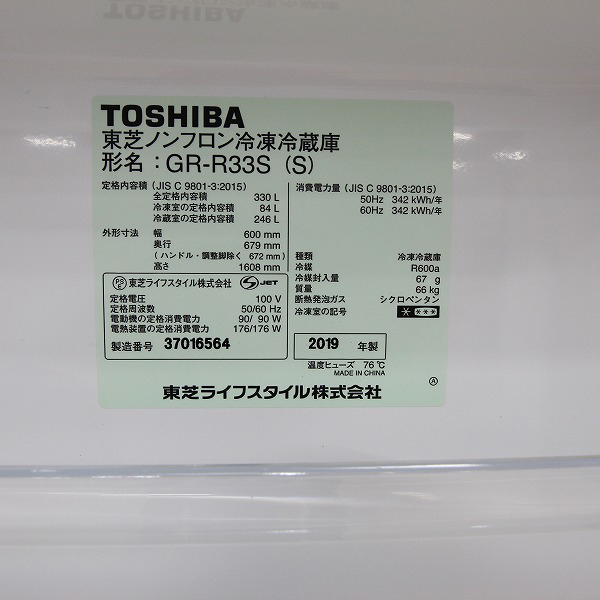 TOSHIBA
TOSHIBA
東芝ノンフロン冷凍冷蔵庫
形名：GR-R33S (S)
定格内容積 (JIS C 9801-3:2015)
全定格内容積 330 L
冷凍室の定格内容積 84 L
冷蔵室の定格内容積 246 L
外形寸法 幅 600 mm
奥行 679 mm
(ハンドル・調整脚除く 672 mm)
高さ 1608 mm
消費電力量 (JIS C 9801-3:2015)
50Hz 342 kWh/年
60Hz 342 kWh/年
種類 冷凍冷蔵庫
冷媒 R600a
冷媒封入量 67 g
質量 66 kg
断熱発泡ガス シクロペンタン
冷凍室の記号 * ***
PSE 東芝ライフスタイル株式会社 JET
定格電圧 100 V
定格周波数 50/60 Hz
電動機の定格消費電力 90/ 90 W
電熱装置の定格消費電力 176/176 W
製造番号 37016564
2019 年製
温度ヒューズ 76℃
MADE IN CHINA
東芝ライフスタイル株式会社
A